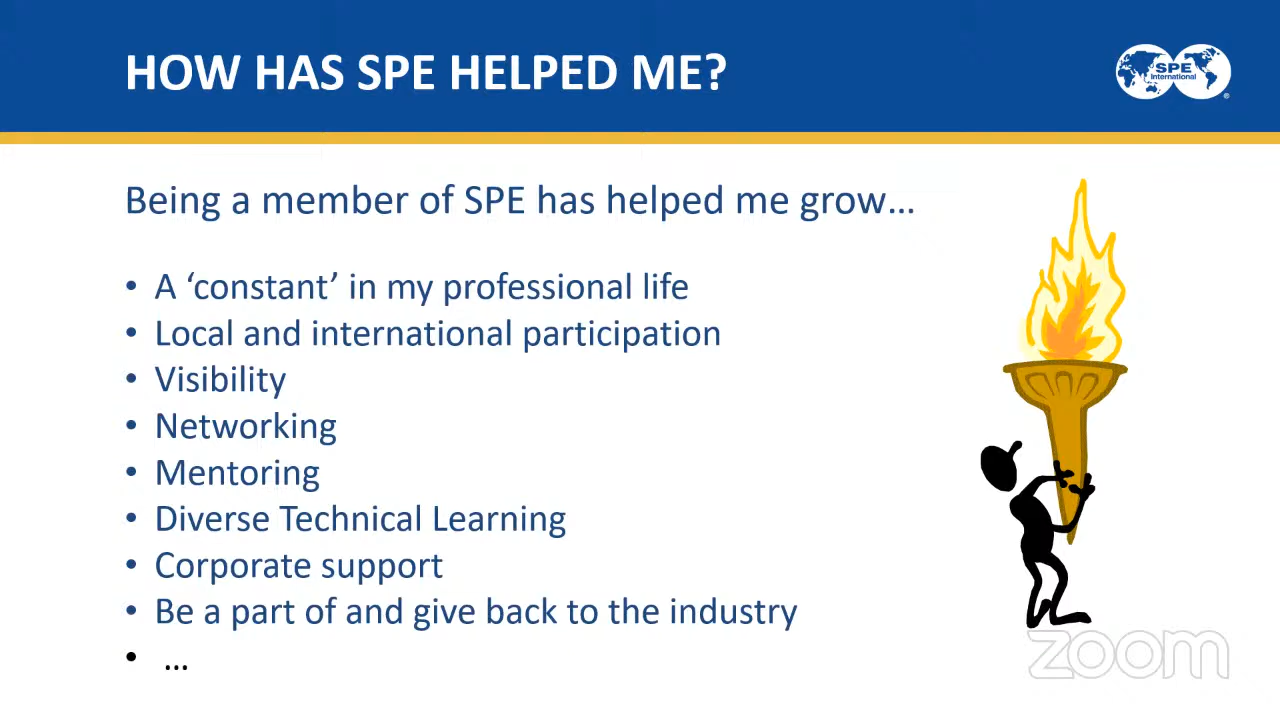 HOW HAS SPE HELPED ME?
SPE
International
®
Being a member of SPE has helped me grow…
• A ‘constant’ in my professional life
• Local and international participation
• Visibility
• Networking
• Mentoring
• Diverse Technical Learning
• Corporate support
• Be a part of and give back to the industry
• …
zoom